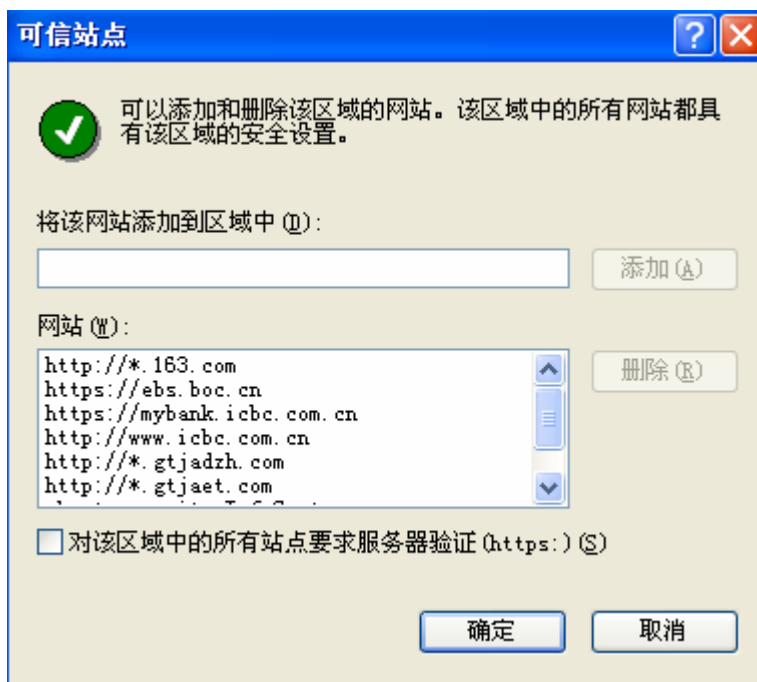 可信站点
可以添加和删除该区域的网站。该区域中的所有网站都具
有该区域的安全设置。
将该网站添加到区域中(D):
添加(A)
网站(W):
http://*.163.com
https://ebs.boc.cn
https://mybank.icbc.com.cn
http://www.icbc.com.cn
http://*.gtjadzh.com
http://*.gtjaet.com
删除(R)
对该区域中的所有站点要求服务器验证(https:)(S)
确定
取消